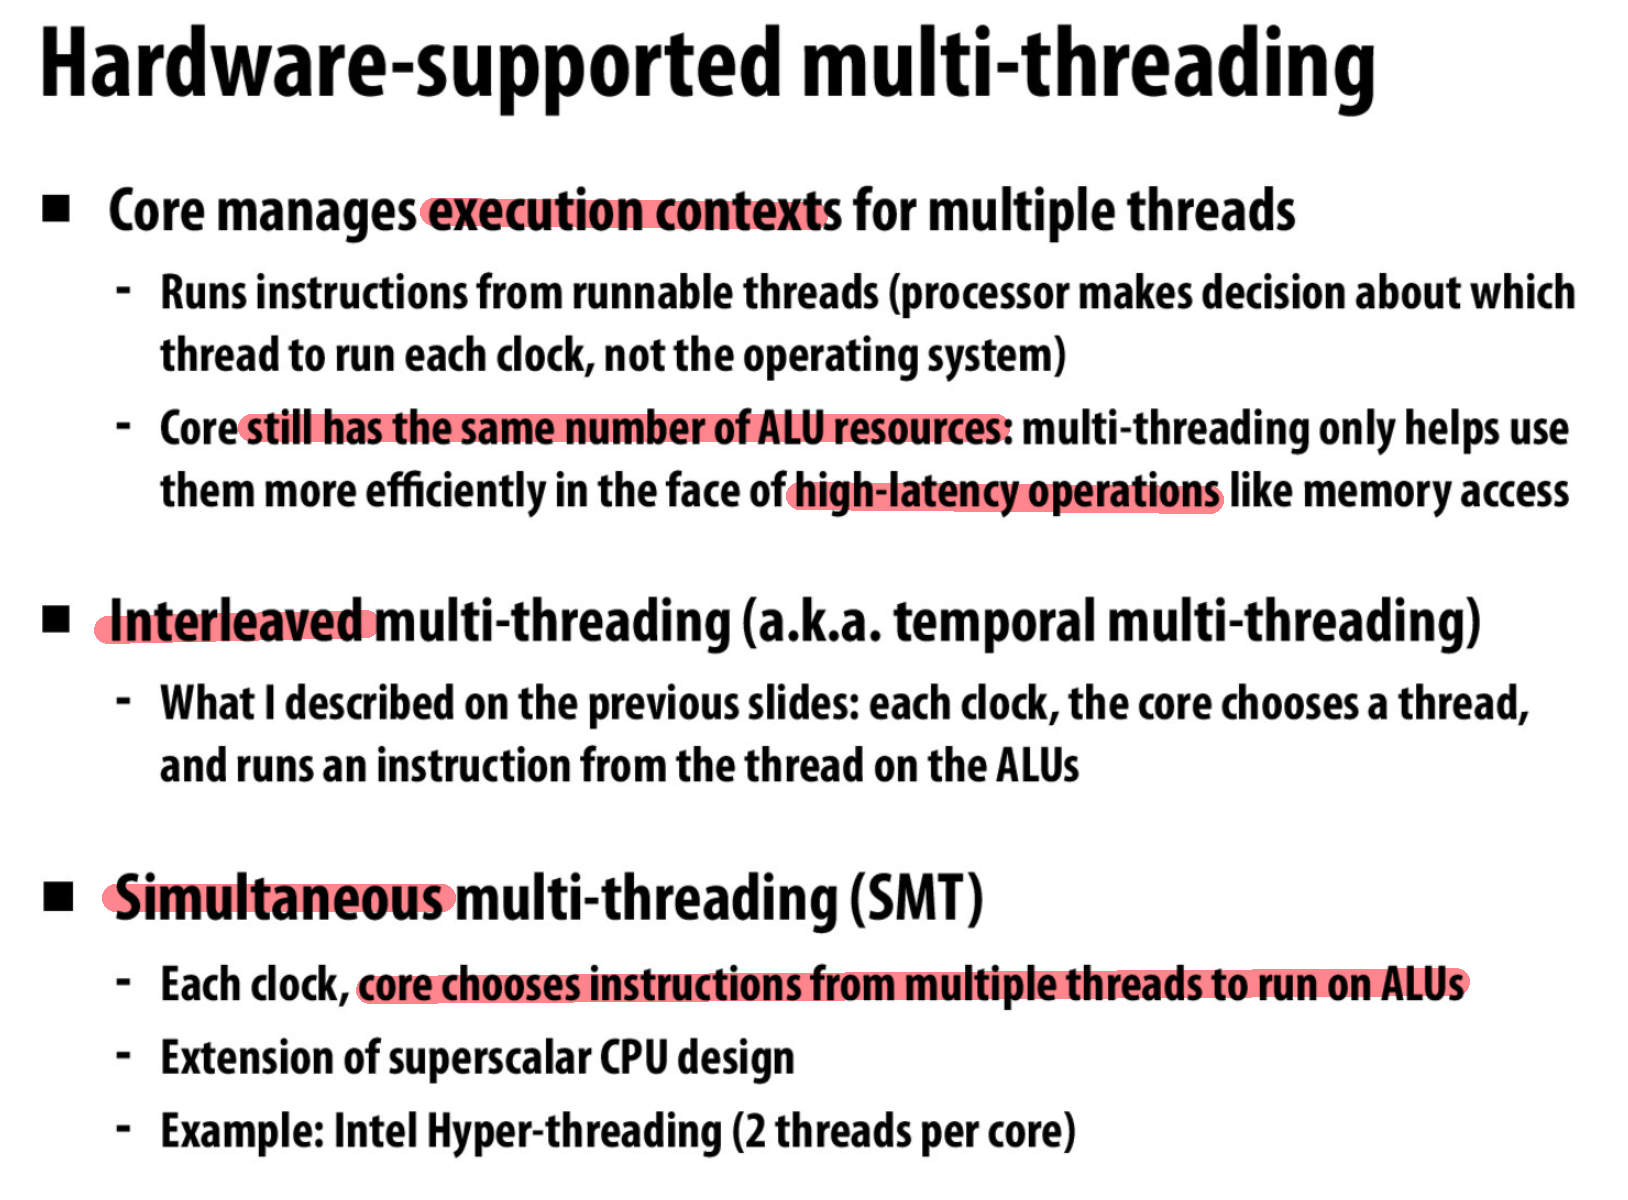 Hardware-supported multi-threading
■ Core manages execution contexts for multiple threads
- Runs instructions from runnable threads (processor makes decision about which
thread to run each clock, not the operating system)
- Core still has the same number of ALU resources: multi-threading only helps use
them more efficiently in the face of high-latency operations like memory access
■ Interleaved multi-threading (a.k.a. temporal multi-threading)
- What I described on the previous slides: each clock, the core chooses a thread,
and runs an instruction from the thread on the ALUs
■ Simultaneous multi-threading (SMT)
- Each clock, core chooses instructions from multiple threads to run on ALUs
- Extension of superscalar CPU design
- Example: Intel Hyper-threading (2 threads per core)